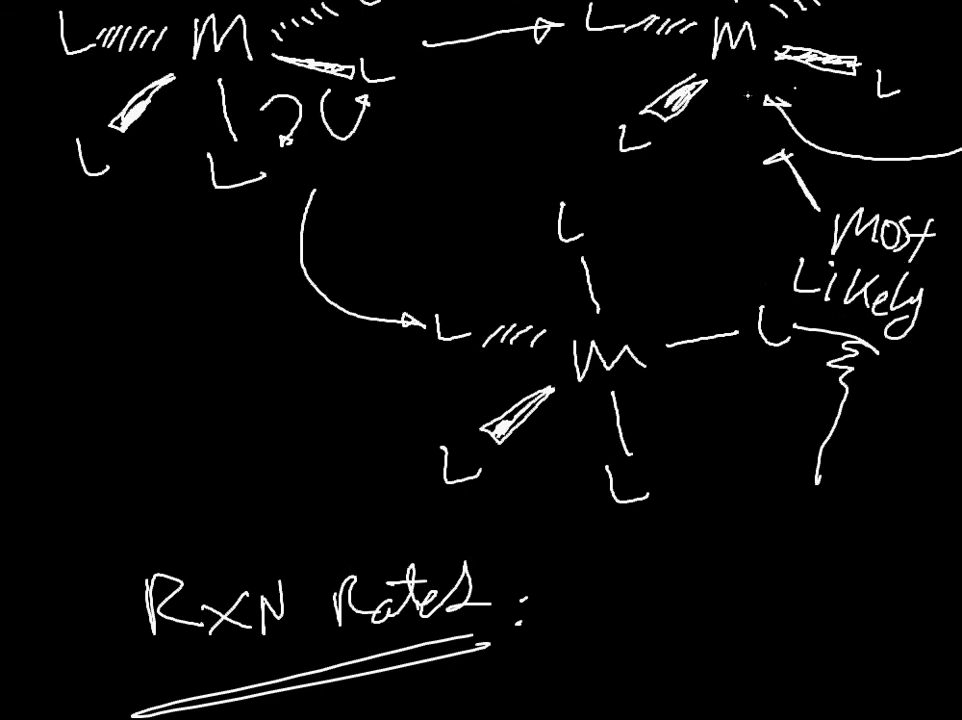 L M L M
L L
L L L
L
Most
Likely
L M L
L L
RXN Rates: